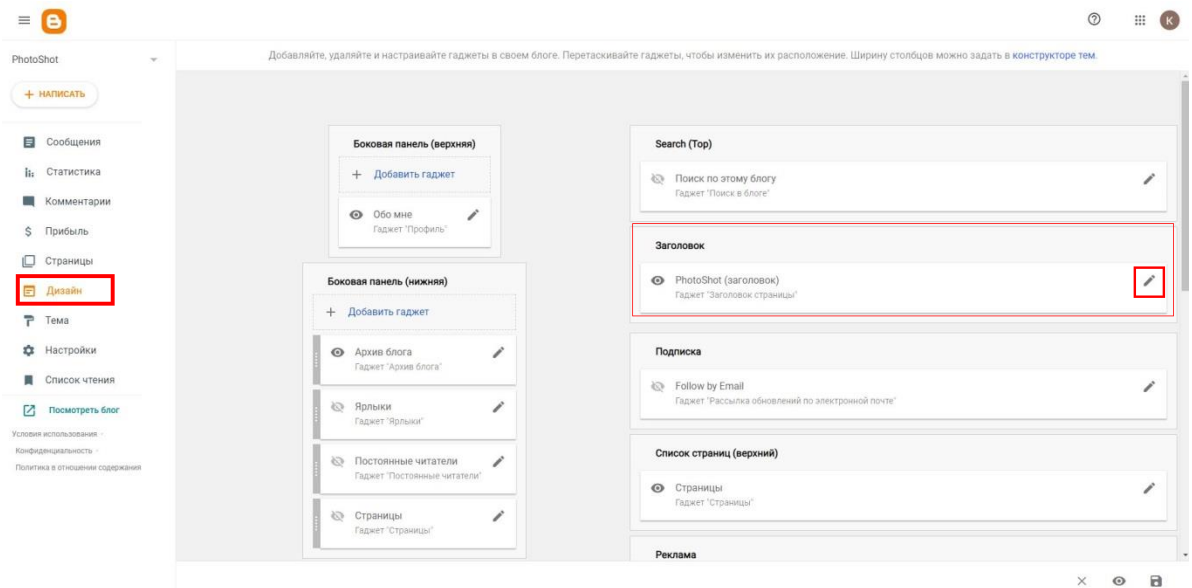 K
PhotoShot
Добавляйте, удаляйте и настраивайте гаджеты в своем блоге. Перетаскивайте гаджеты, чтобы изменить их расположение. Ширину столбцов можно задать в конструкторе тем.
+ НАПИСАТЬ
Сообщения
Статистика
Комментарии
$ Прибыль
Страницы
Дизайн
Тема
Настройки
Список чтения
Посмотреть блог
Условия использования ·
Конфиденциальность ·
Политика в отношении содержания
Боковая панель (верхняя)
+ Добавить гаджет
Обо мне
Гаджет "Профиль"
Боковая панель (нижняя)
+ Добавить гаджет
Архив блога
Гаджет "Архив блога"
Ярлыки
Гаджет "Ярлыки"
Постоянные читатели
Гаджет "Постоянные читатели"
Страницы
Гаджет "Страницы"
Search (Top)
Поиск по этому блогу
Гаджет "Поиск в блоге"
Заголовок
PhotoShot (заголовок)
Гаджет "Заголовок страницы"
Подписка
Follow by Email
Гаджет "Рассылка обновлений по электронной почте"
Список страниц (верхний)
Страницы
Гаджет "Страницы"
Реклама